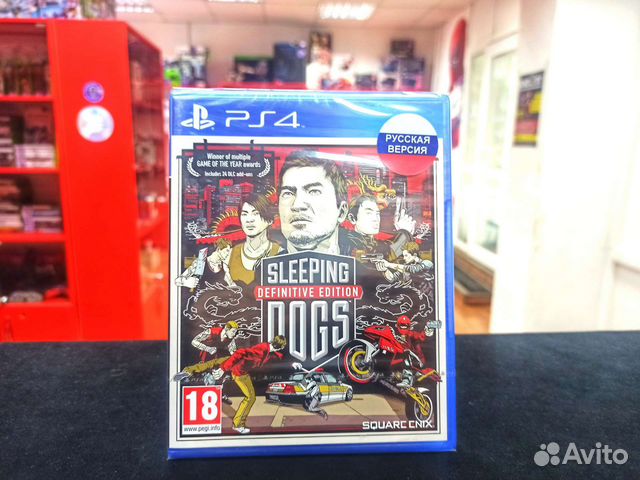 PS4
РУССКАЯ
ВЕРСИЯ
Winner of multiple
GAME OF THE YEAR awards
Includes 24 DLC add-ons
SLEEPING
DEFINITIVE EDITION
DOGS
18
www.pegi.info
SQUARE ENIX
Avito